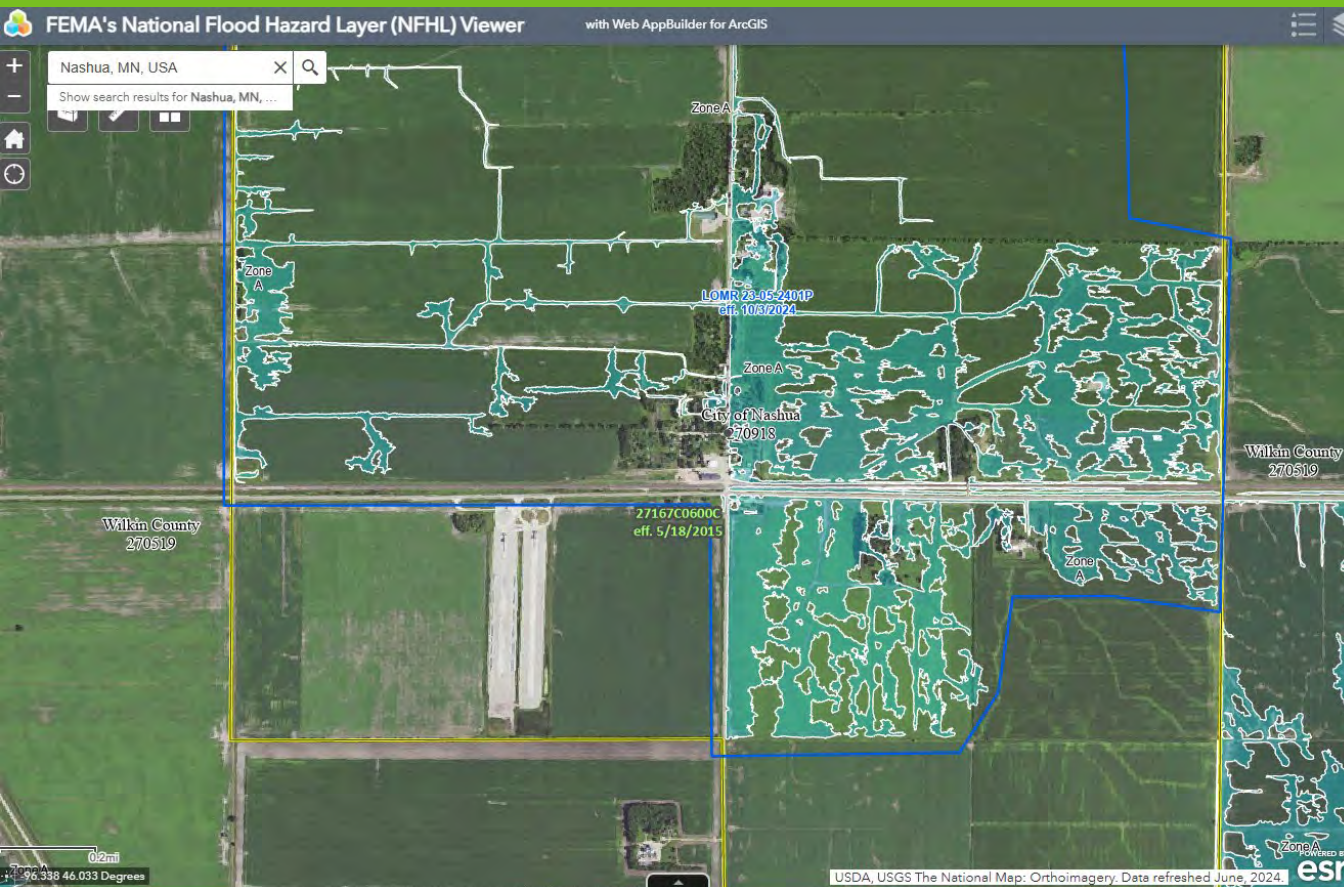 FEMA's National Flood Hazard Layer (NFHL) Viewer
with Web AppBuilder for ArcGIS
Nashua, MN, USA
Show search results for Nashua, MN, ...
Zone A
Zone
A
LOMR 23-05-2401P
eff. 10/3/2024
Zone A
City of Nashua
270918
Wilkin County
270519
Wilkin County
270519
27167C0600C
eff. 5/18/2015
Zone
A
Zone A
0.2mi
-96.338 46.033 Degrees
USDA, USGS The National Map: Orthoimagery. Data refreshed June, 2024.
POWERED BY
esri